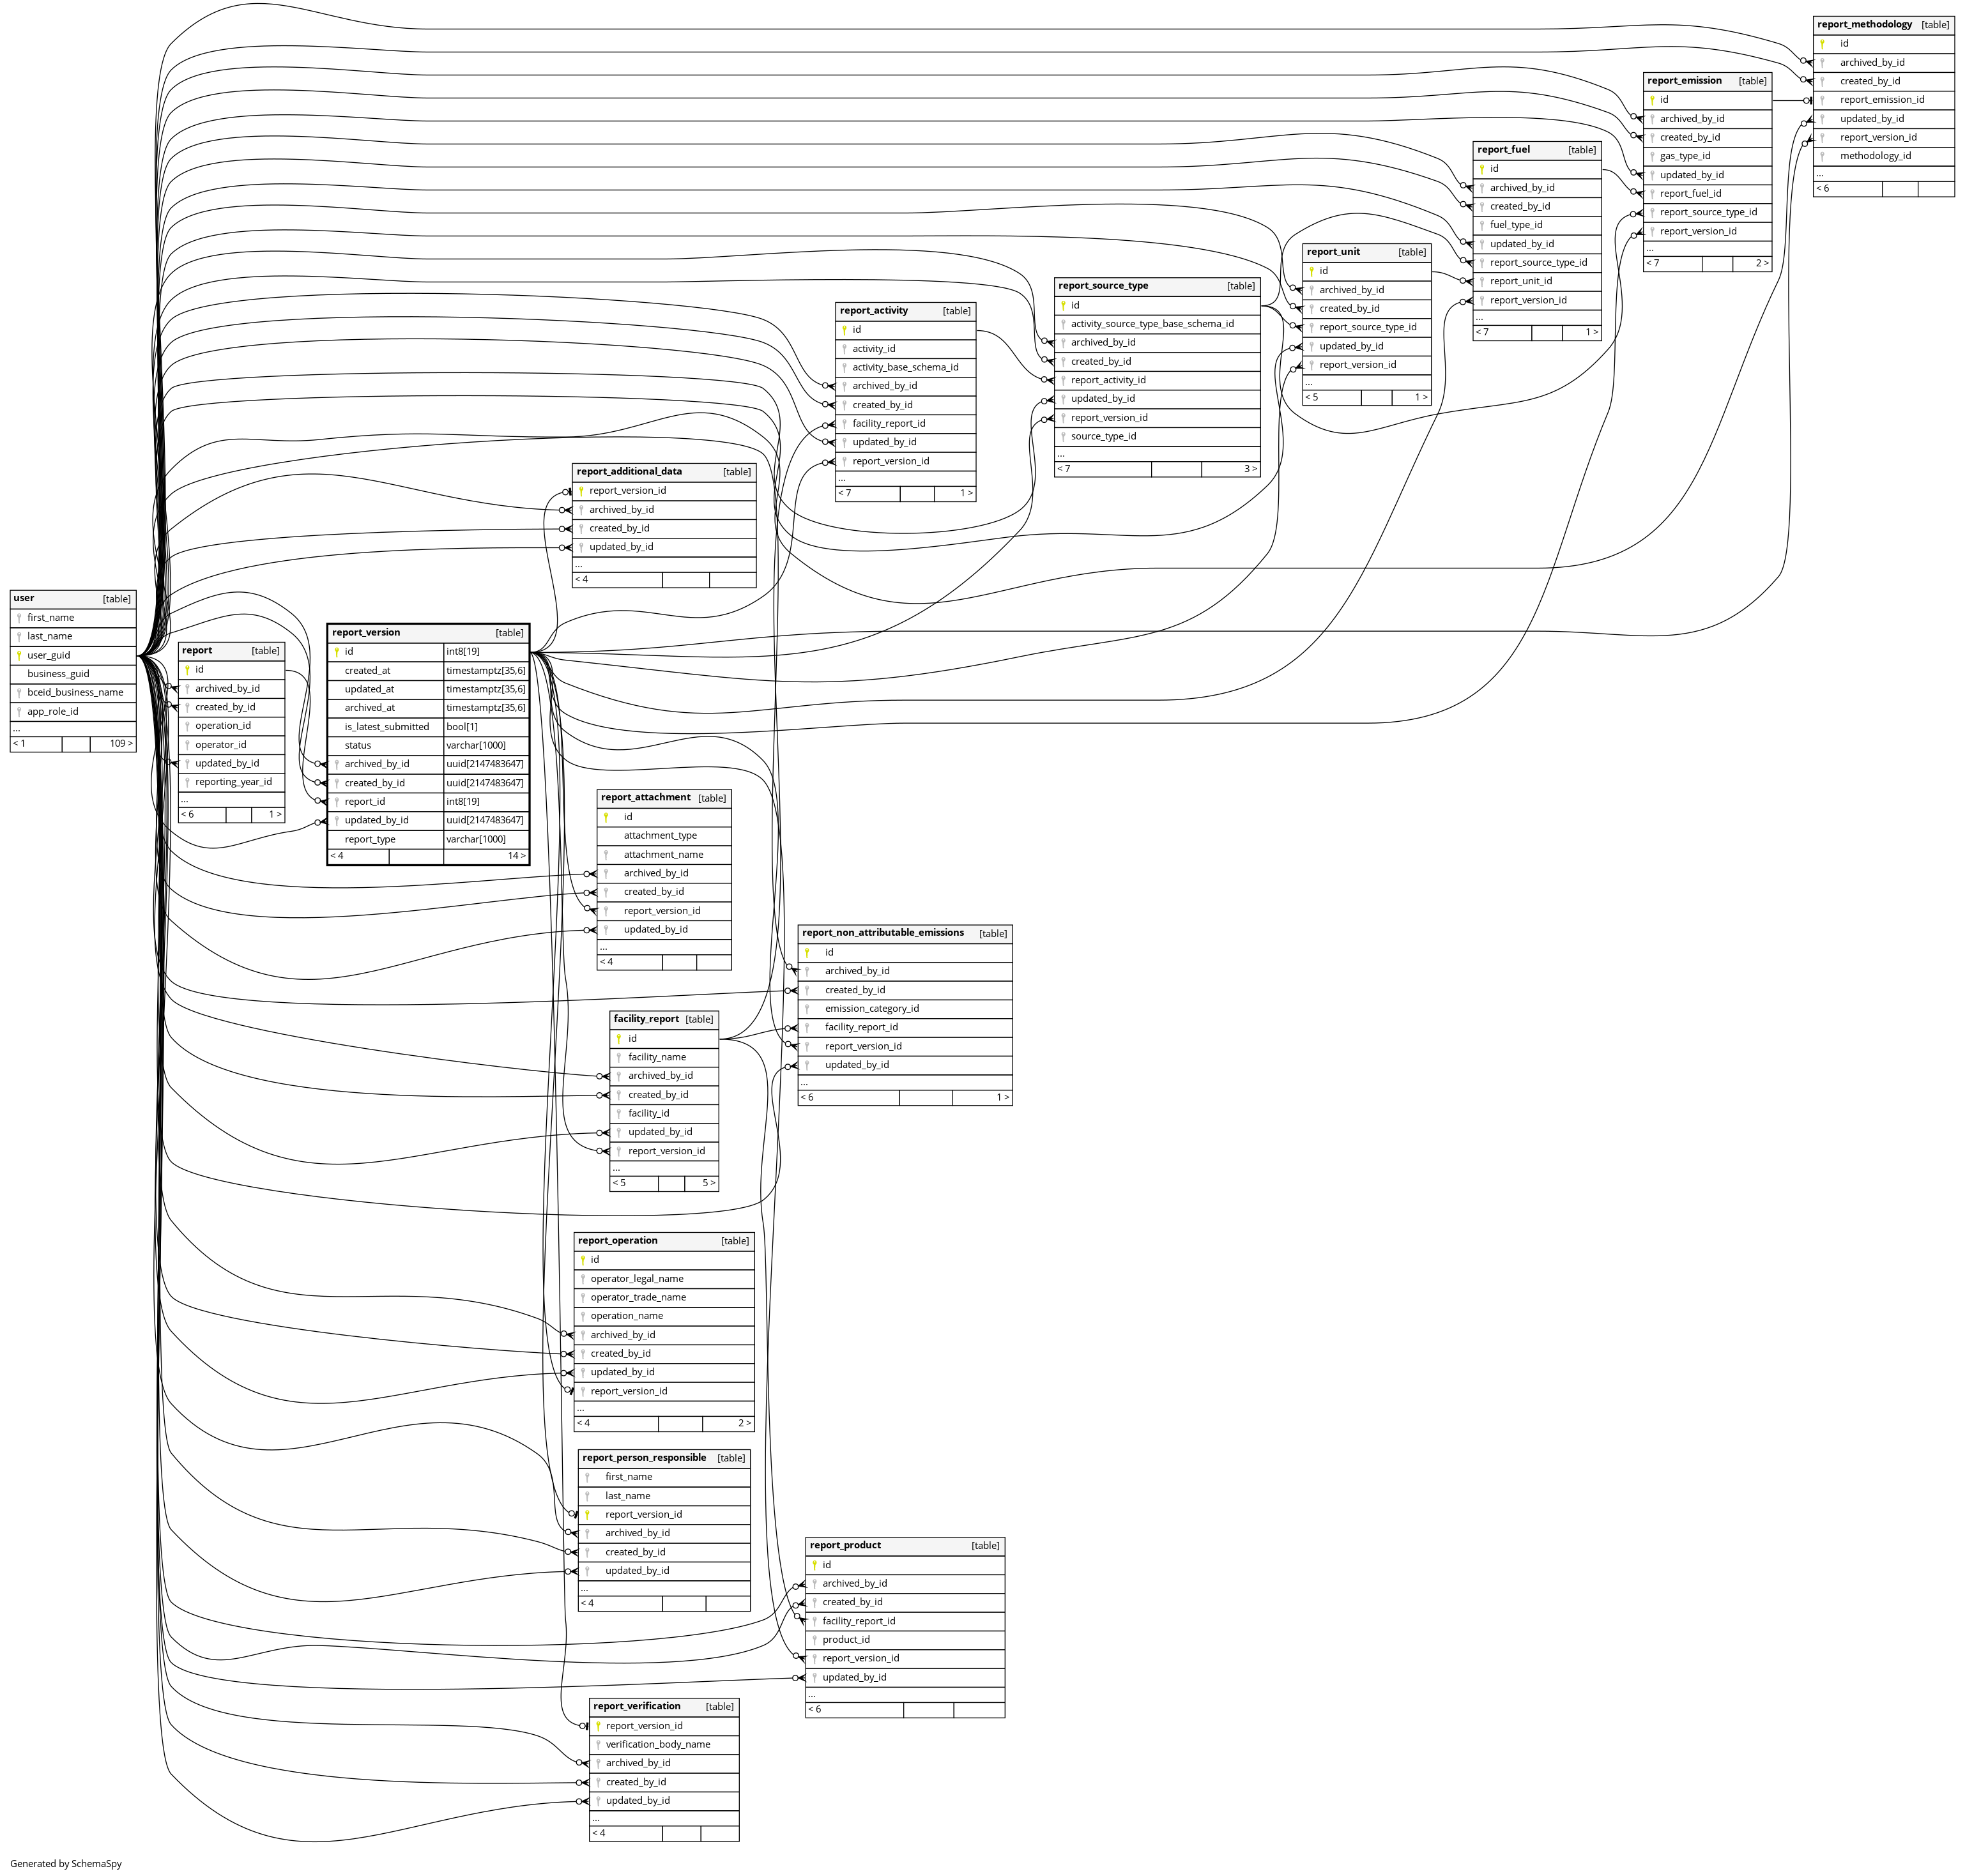 report_methodology [table]
id
archived_by_id
created_by_id
report_emission_id
updated_by_id
report_version_id
methodology_id
...
< 6
report_emission [table]
id
archived_by_id
created_by_id
gas_type_id
updated_by_id
report_fuel_id
report_source_type_id
report_version_id
...
< 7 2 >
report_fuel [table]
id
archived_by_id
created_by_id
fuel_type_id
updated_by_id
report_source_type_id
report_unit_id
report_version_id
...
< 7 1 >
report_unit [table]
id
archived_by_id
created_by_id
report_source_type_id
updated_by_id
report_version_id
...
< 5 1 >
report_source_type [table]
id
activity_source_type_base_schema_id
archived_by_id
created_by_id
report_activity_id
updated_by_id
report_version_id
source_type_id
...
< 7 3 >
report_activity [table]
id
activity_id
activity_base_schema_id
archived_by_id
created_by_id
facility_report_id
updated_by_id
report_version_id
...
< 7 1 >
report_additional_data [table]
report_version_id
archived_by_id
created_by_id
updated_by_id
...
< 4
user [table]
first_name
last_name
user_guid
business_guid
bceid_business_name
app_role_id
...
< 1 109 >
report [table]
id
archived_by_id
created_by_id
operation_id
operator_id
updated_by_id
reporting_year_id
...
< 6 1 >
report_version [table]
id int8[19]
created_at timestamptz[35,6]
updated_at timestamptz[35,6]
archived_at timestamptz[35,6]
is_latest_submitted bool[1]
status varchar[1000]
archived_by_id uuid[2147483647]
created_by_id uuid[2147483647]
report_id int8[19]
updated_by_id uuid[2147483647]
report_type varchar[1000]
< 4 14 >
report_attachment [table]
id
attachment_type
attachment_name
archived_by_id
created_by_id
report_version_id
updated_by_id
...
< 4
report_non_attributable_emissions [table]
id
archived_by_id
created_by_id
emission_category_id
facility_report_id
report_version_id
updated_by_id
...
< 6 1 >
facility_report [table]
id
facility_name
archived_by_id
created_by_id
facility_id
updated_by_id
report_version_id
...
< 5 5 >
report_operation [table]
id
operator_legal_name
operator_trade_name
operation_name
archived_by_id
created_by_id
updated_by_id
report_version_id
...
< 4 2 >
report_person_responsible [table]
first_name
last_name
report_version_id
archived_by_id
created_by_id
updated_by_id
...
< 4
report_product [table]
id
archived_by_id
created_by_id
facility_report_id
product_id
report_version_id
updated_by_id
...
< 6
report_verification [table]
report_version_id
verification_body_name
archived_by_id
created_by_id
updated_by_id
...
< 4
Generated by SchemaSpy